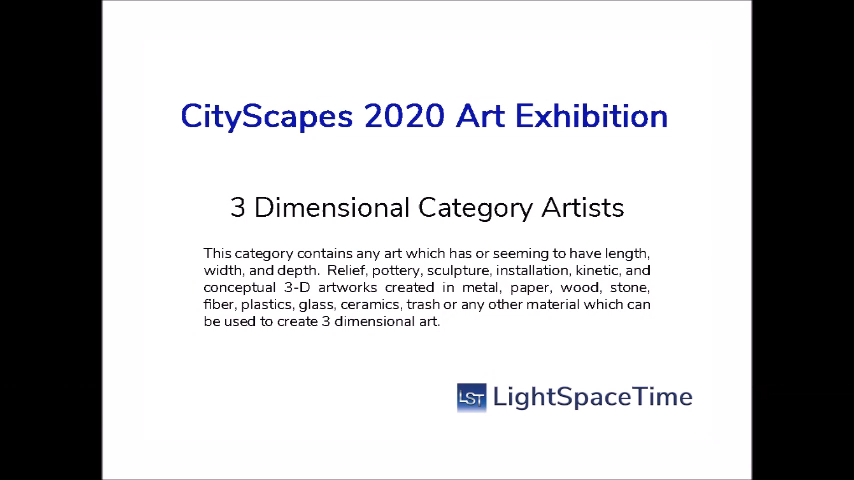 CityScapes 2020 Art Exhibition
3 Dimensional Category Artists
This category contains any art which has or seeming to have length,
width, and depth. Relief, pottery, sculpture, installation, kinetic, and
conceptual 3-D artworks created in metal, paper, wood, stone,
fiber, plastics, glass, ceramics, trash or any other material which can
be used to create 3 dimensional art.
LST LightSpaceTime